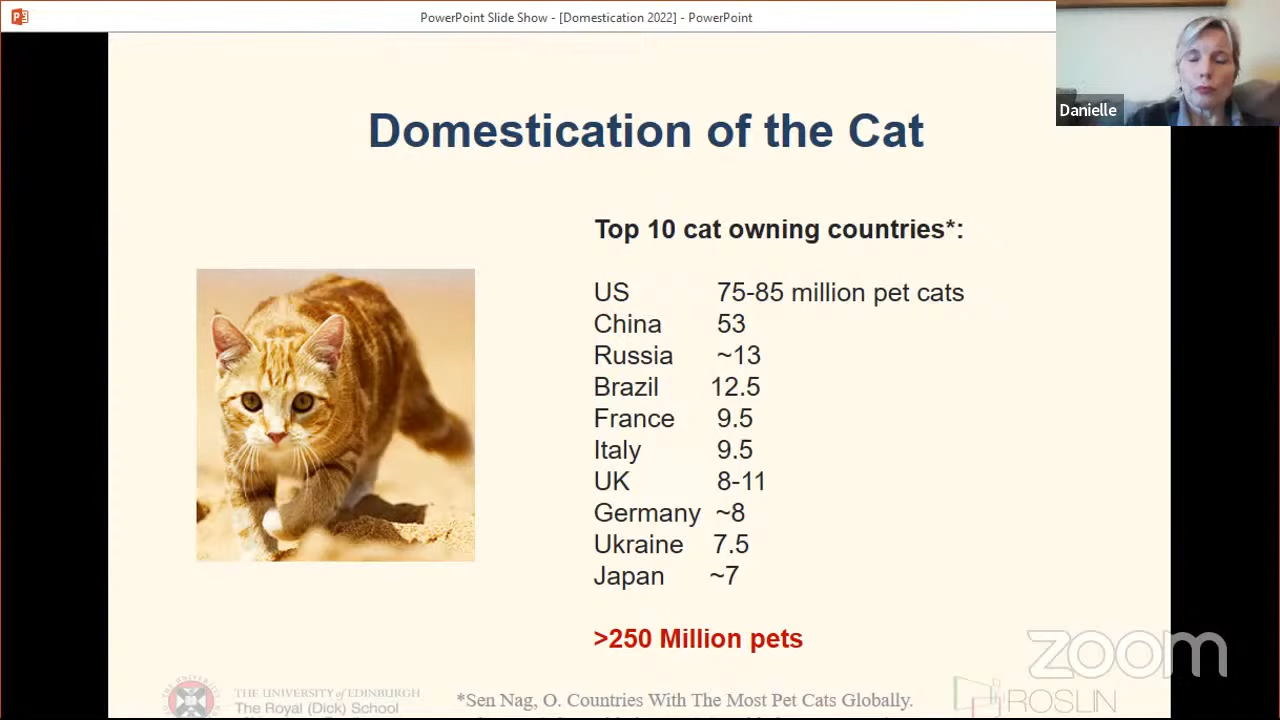 PowerPoint Slide Show - [Domestication 2022] - PowerPoint
Danielle
Domestication of the Cat
Top 10 cat owning countries*:
US 75-85 million pet cats
China 53
Russia ~13
Brazil 12.5
France 9.5
Italy 9.5
UK 8-11
Germany ~8
Ukraine 7.5
Japan ~7
>250 Million pets
zoom
THE UNIVERSITY of EDINBURGH
The Royal (Dick) School
*Sen Nag, O. Countries With The Most Pet Cats Globally.
ROSLIN